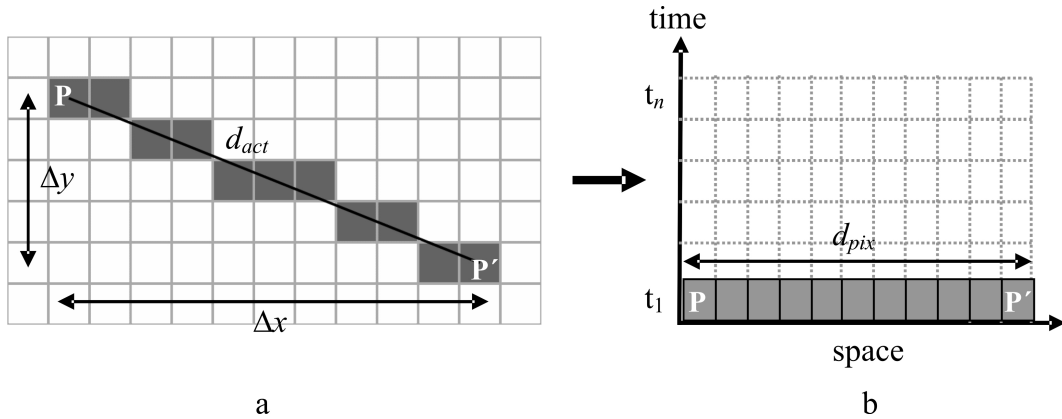 P
d_act
Δy
P´
Δx
a
time
t_n
d_pix
t_1
P
P´
space
b